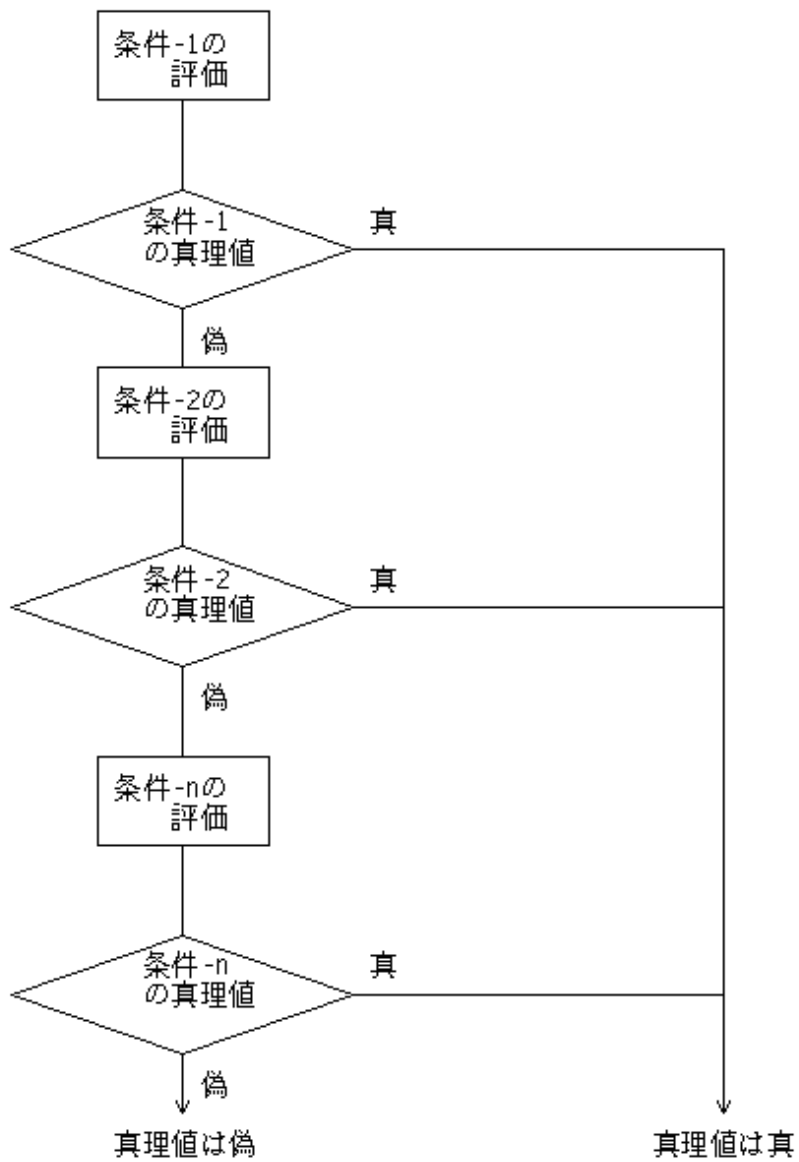 条件-1の
評価
条件-1
の真理値
真
偽
条件-2の
評価
条件-2
の真理値
真
偽
条件-nの
評価
条件-n
の真理値
真
偽
真理値は偽
真理値は真